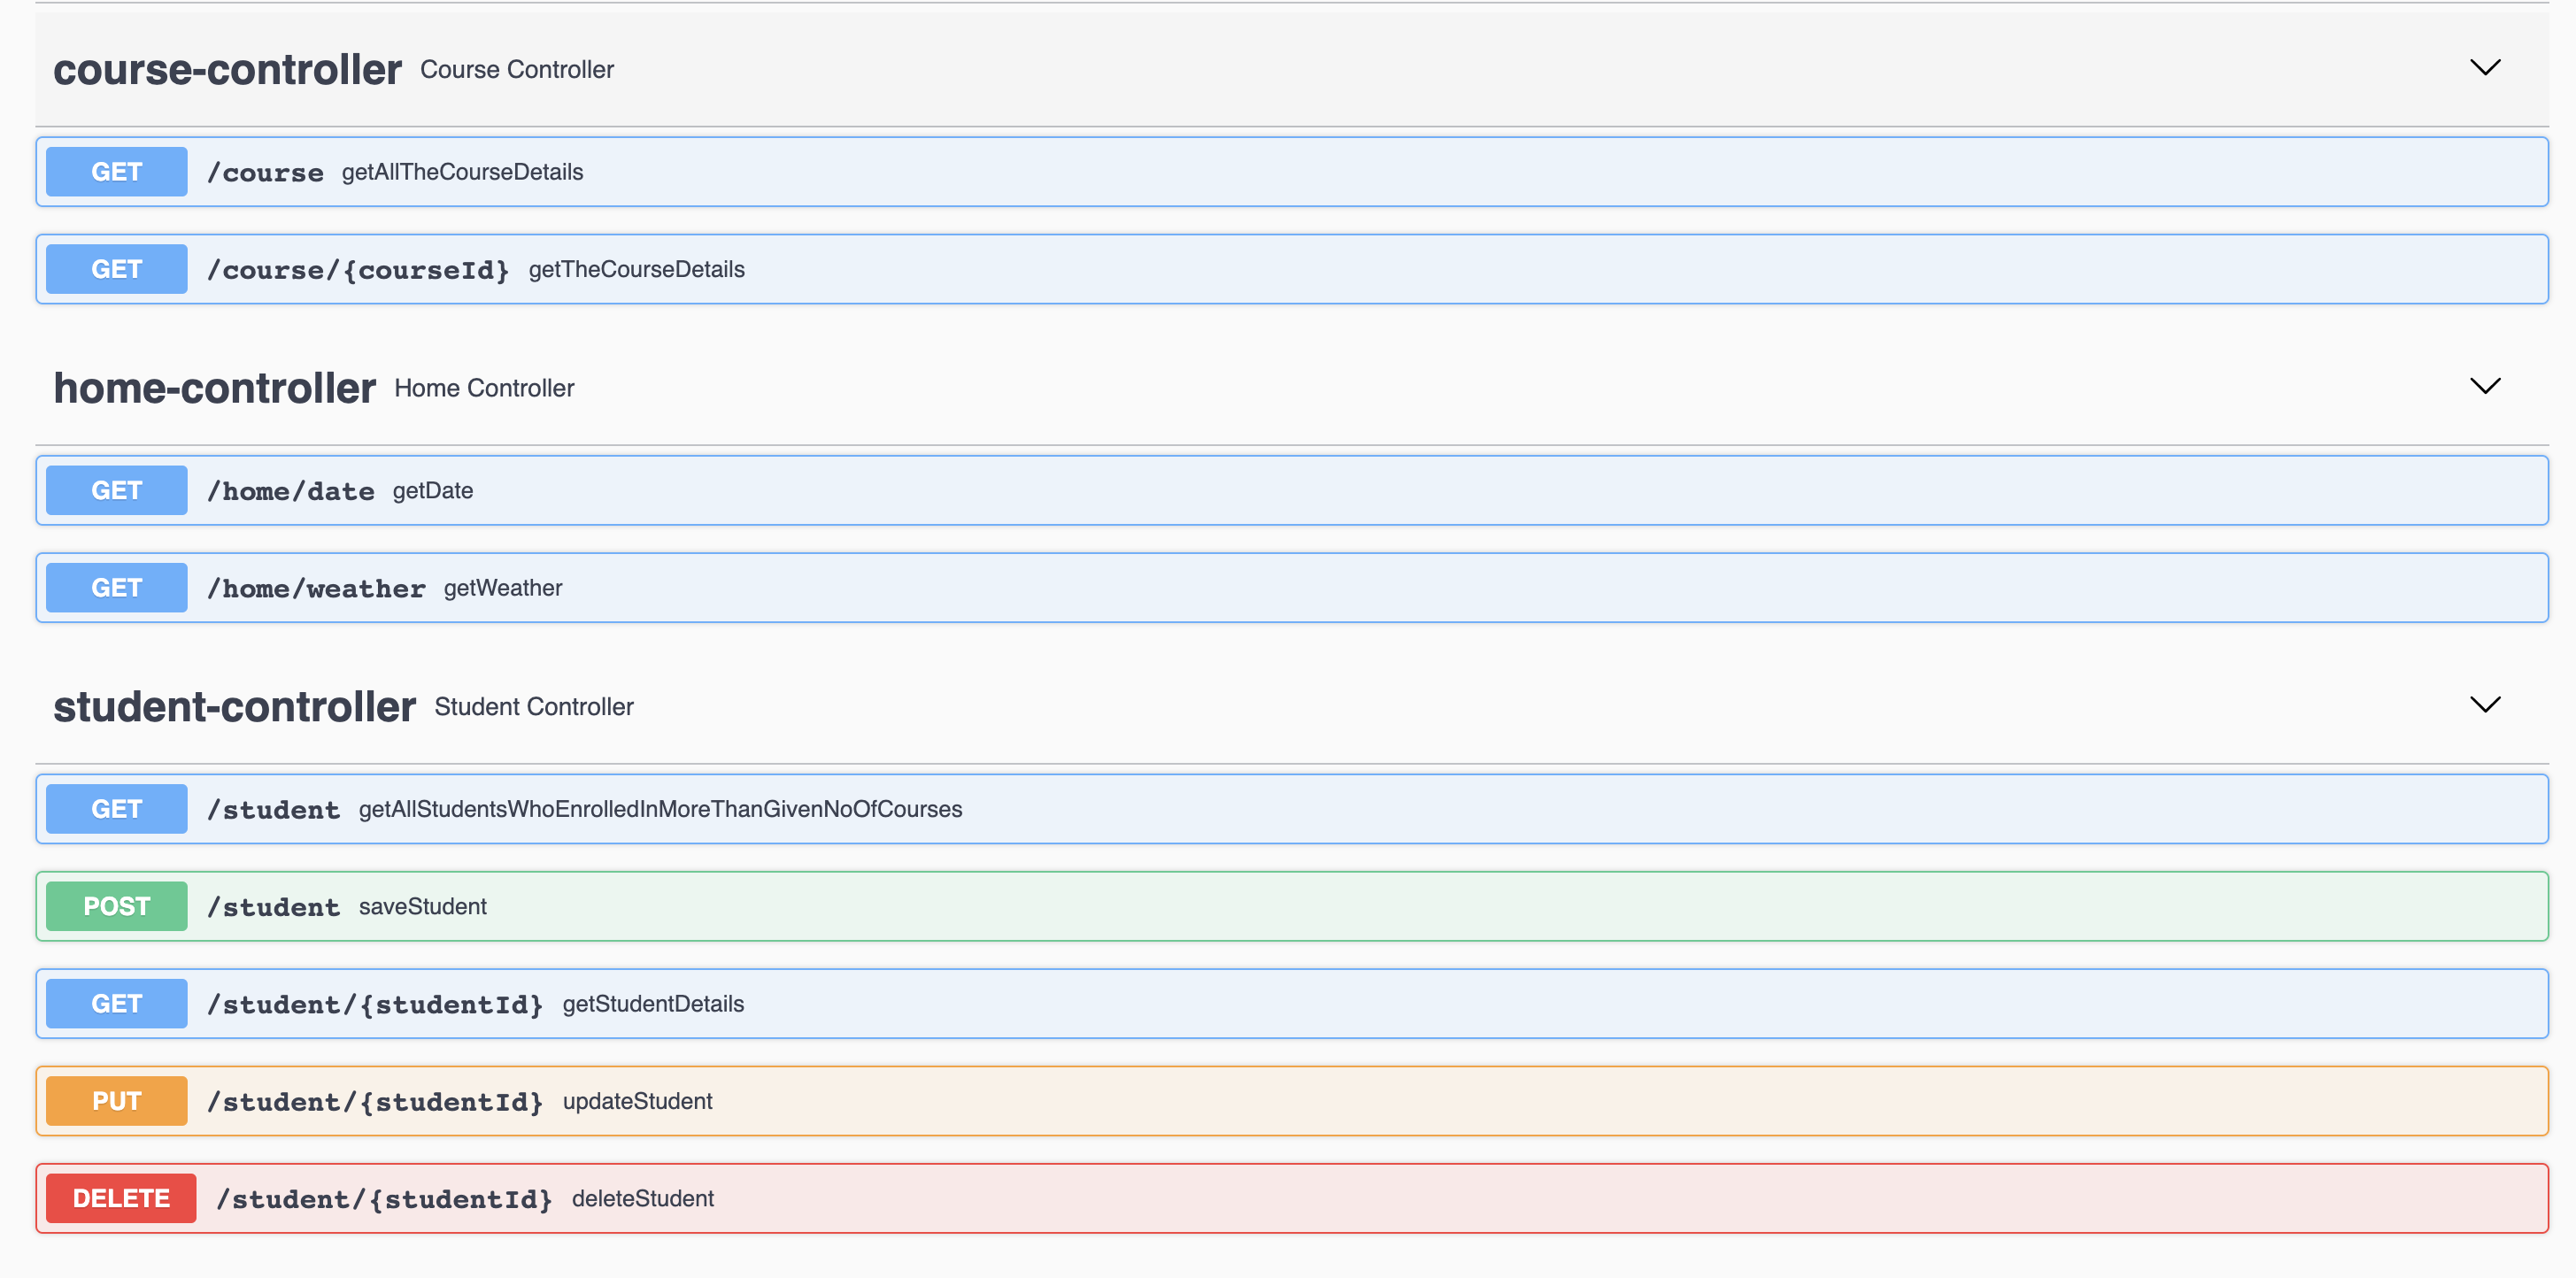 course-controller Course Controller
GET /course getAllTheCourseDetails
GET /course/{courseId} getTheCourseDetails
home-controller Home Controller
GET /home/date getDate
GET /home/weather getWeather
student-controller Student Controller
GET /student getAllStudentsWhoEnrolledInMoreThanGivenNoOfCourses
POST /student saveStudent
GET /student/{studentId} getStudentDetails
PUT /student/{studentId} updateStudent
DELETE /student/{studentId} deleteStudent